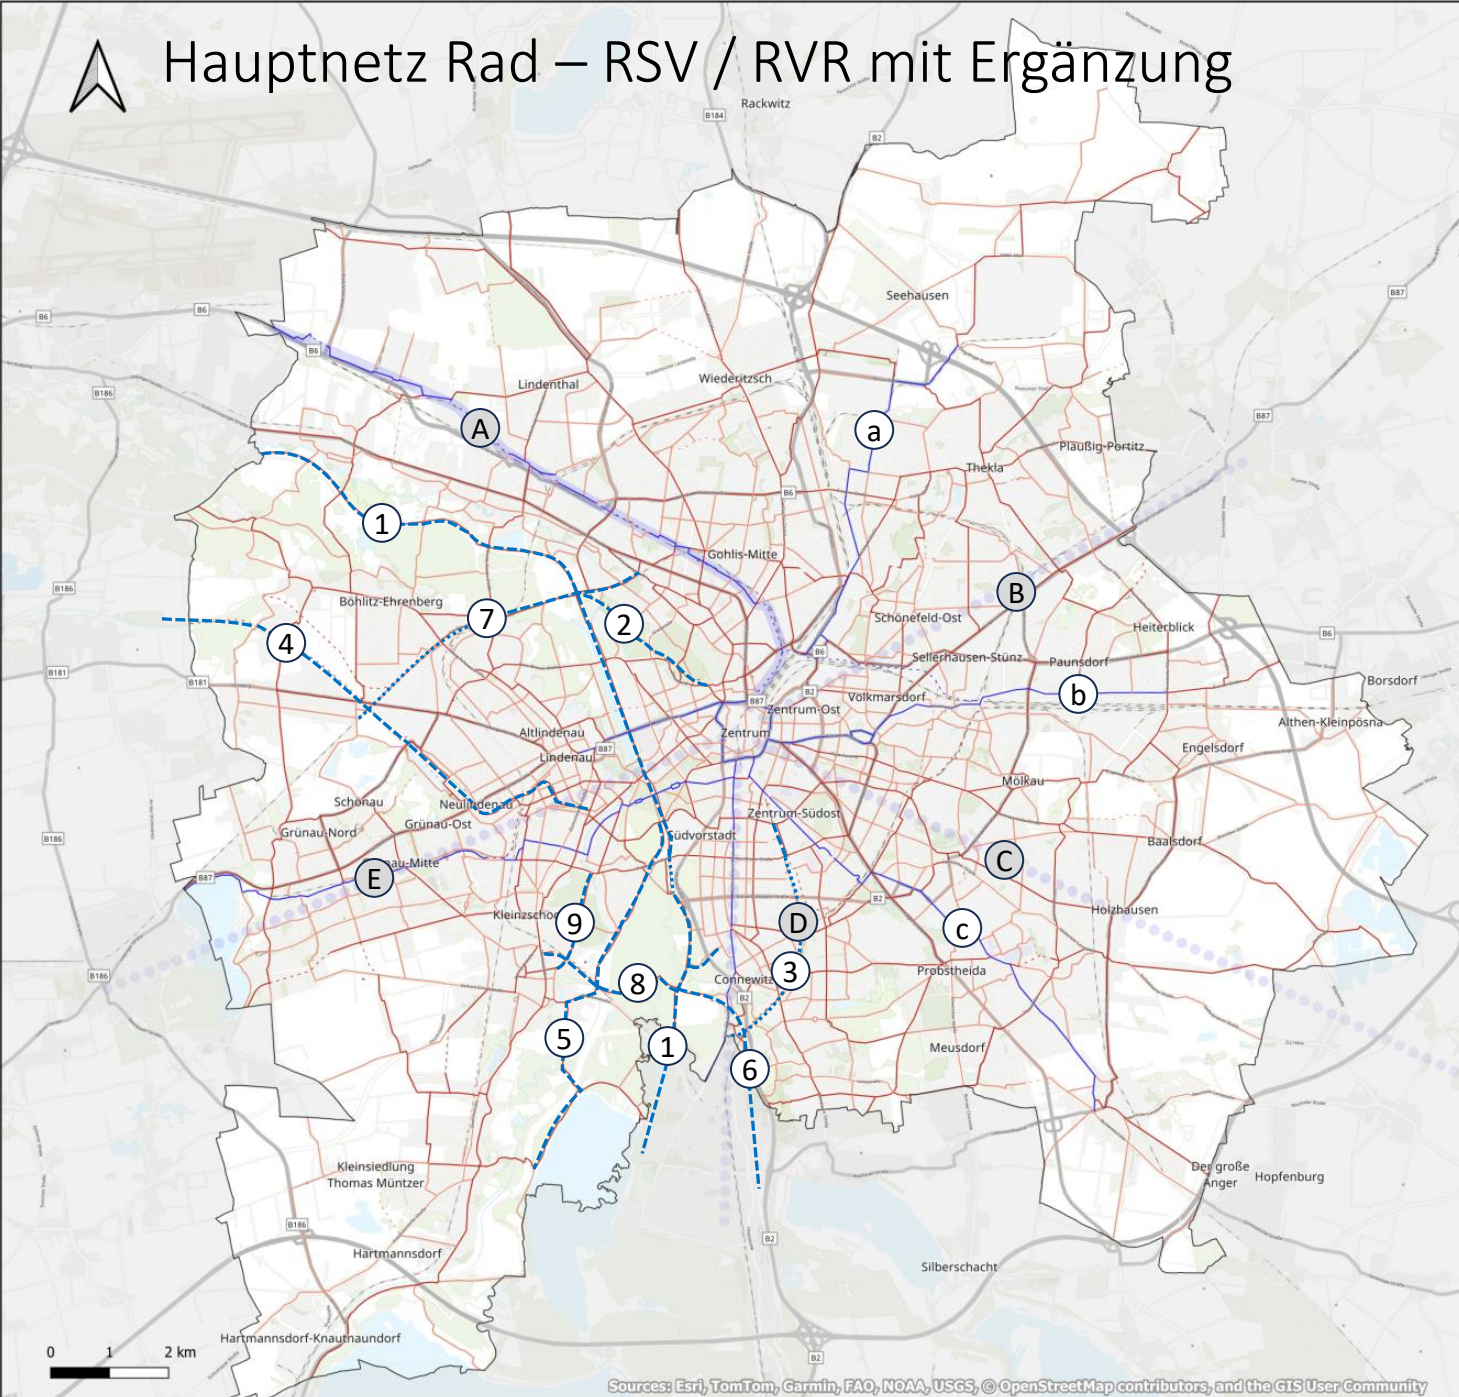 Hauptnetz Rad – RSV / RVR mit Ergänzung
Rackwitz
B184
B2
Seehausen
B87
B6
B6
B6
B186
Lindenthal
Wiederitzsch
B87
A
a
Plaußig-Portitz
Thekla
B6
1
Gohlis-Mitte
B186
Böhlitz-Ehrenberg
7
2
B
Schönefeld-Ost
Heiterblick
4
B6
B6
Sellerhausen-Stünz
Paunsdorf
B181
B181
Borsdorf
B87
B2
Volkmarsdorf
b
Zentrum-Ost
Althen-Kleinpösna
Altlindenau
Zentrum
Engelsdorf
Lindenau
B87
Mölkau
Schönau
Neulindenau
Zentrum-Südost
Grünau-Nord
Grünau-Ost
Südvorstadt
Baalsdorf
B186
nau-Mitte
E
C
B87
B2
Kleinzscho
9
D
c
Holzhausen
B186
8
Connewitz
3
Probstheida
B2
5
1
6
Meusdorf
Kleinsiedlung
Thomas Müntzer
Der große
Anger
Hopfenburg
B186
B2
Hartmannsdorf
Silberschacht
Hartmannsdorf-Knautnaundorf
0 1 2 km
B2
Sources: Esri, TomTom, Garmin, FAO, NOAA, USGS, © OpenStreetMap contributors, and the GIS User Community